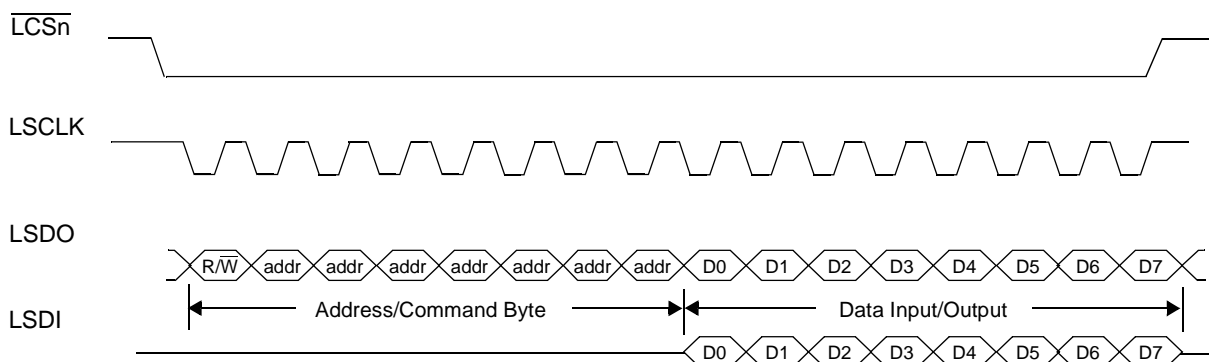 L̅C̅S̅n̅
LSCLK
LSDO
R/W̅ addr addr addr addr addr addr addr D0 D1 D2 D3 D4 D5 D6 D7
Address/Command Byte Data Input/Output
LSDI
D0 D1 D2 D3 D4 D5 D6 D7